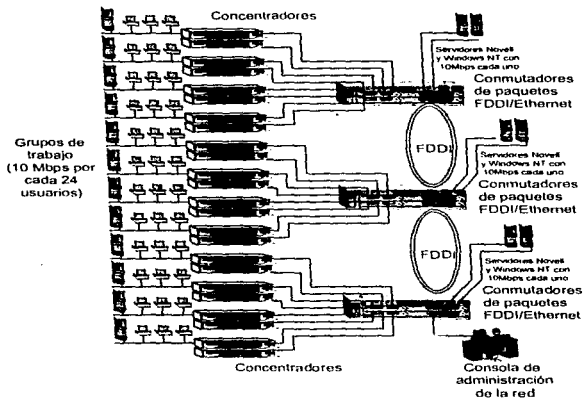 Concentradores
Servidores Novell
y Windows NT con
10Mbps cada uno
Conmutadores
de paquetes
FDDI/Ethernet
FDDI
Grupos de
trabajo
(10 Mbps por
cada 24
usuarios)
Servidores Novell
y Windows NT con
10Mbps cada uno
Conmutadores
de paquetes
FDDI/Ethernet
FDDI
Servidores Novell
y Windows NT con
10Mbps cada uno
Conmutadores
de paquetes
FDDI/Ethernet
Concentradores
Consola de
administración
de la red